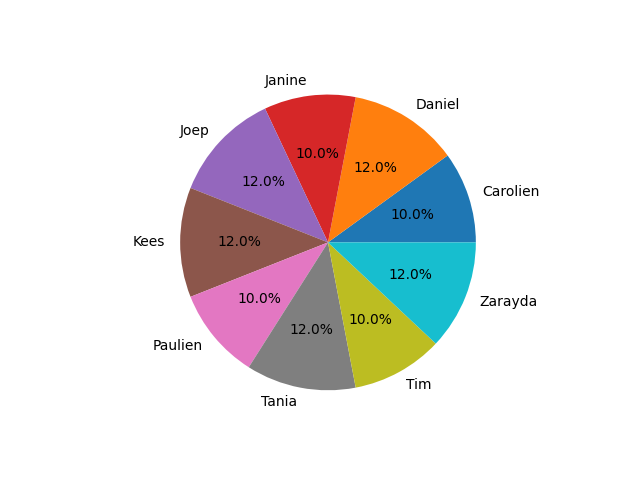 Janine
Daniel
Joep
10.0%
12.0%
12.0%
Carolien
10.0%
Kees
12.0%
12.0%
Zarayda
10.0%
10.0%
12.0%
Paulien
Tim
Tania